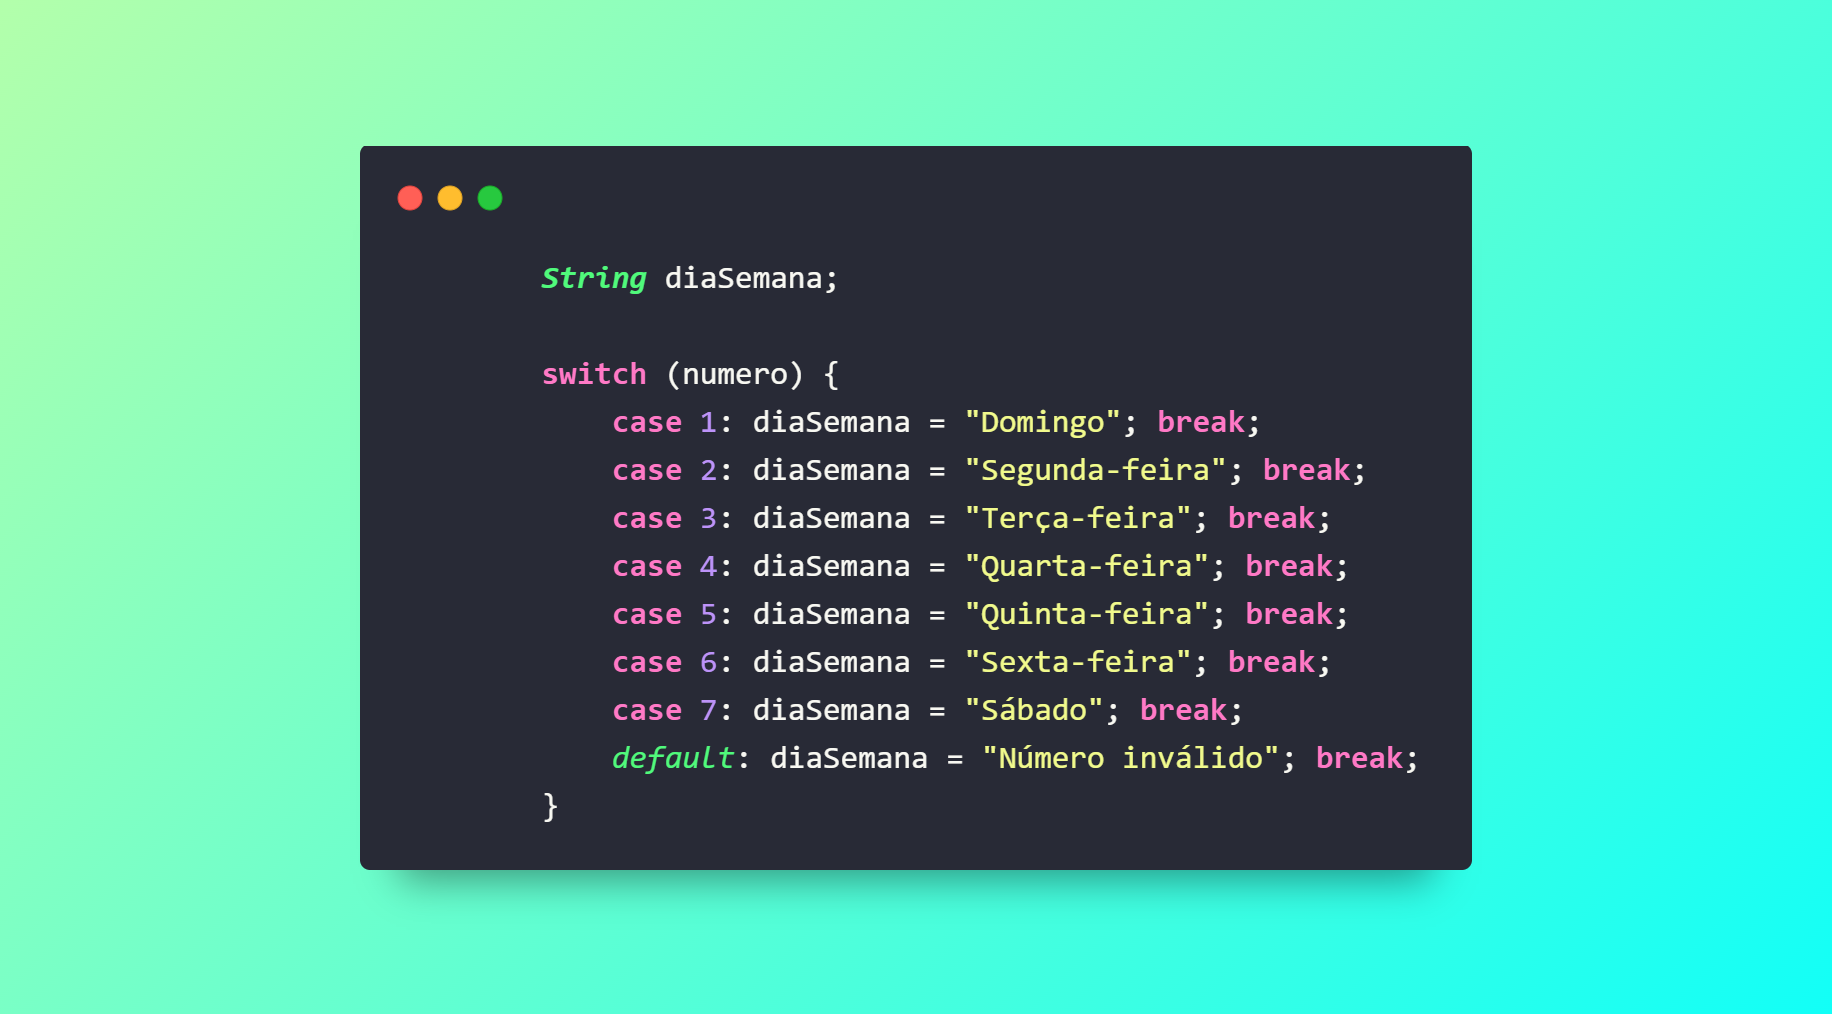 String diaSemana;
switch (numero) {
case 1: diaSemana = "Domingo"; break;
case 2: diaSemana = "Segunda-feira"; break;
case 3: diaSemana = "Terça-feira"; break;
case 4: diaSemana = "Quarta-feira"; break;
case 5: diaSemana = "Quinta-feira"; break;
case 6: diaSemana = "Sexta-feira"; break;
case 7: diaSemana = "Sábado"; break;
default: diaSemana = "Número inválido"; break;
}